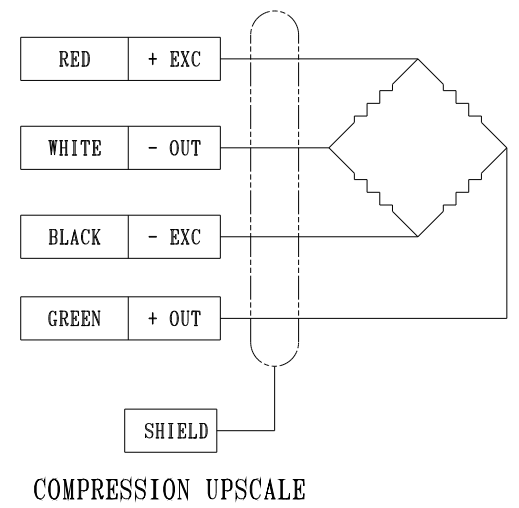 RED + EXC
WHITE - OUT
BLACK - EXC
GREEN + OUT
SHIELD
COMPRESSION UPSCALE